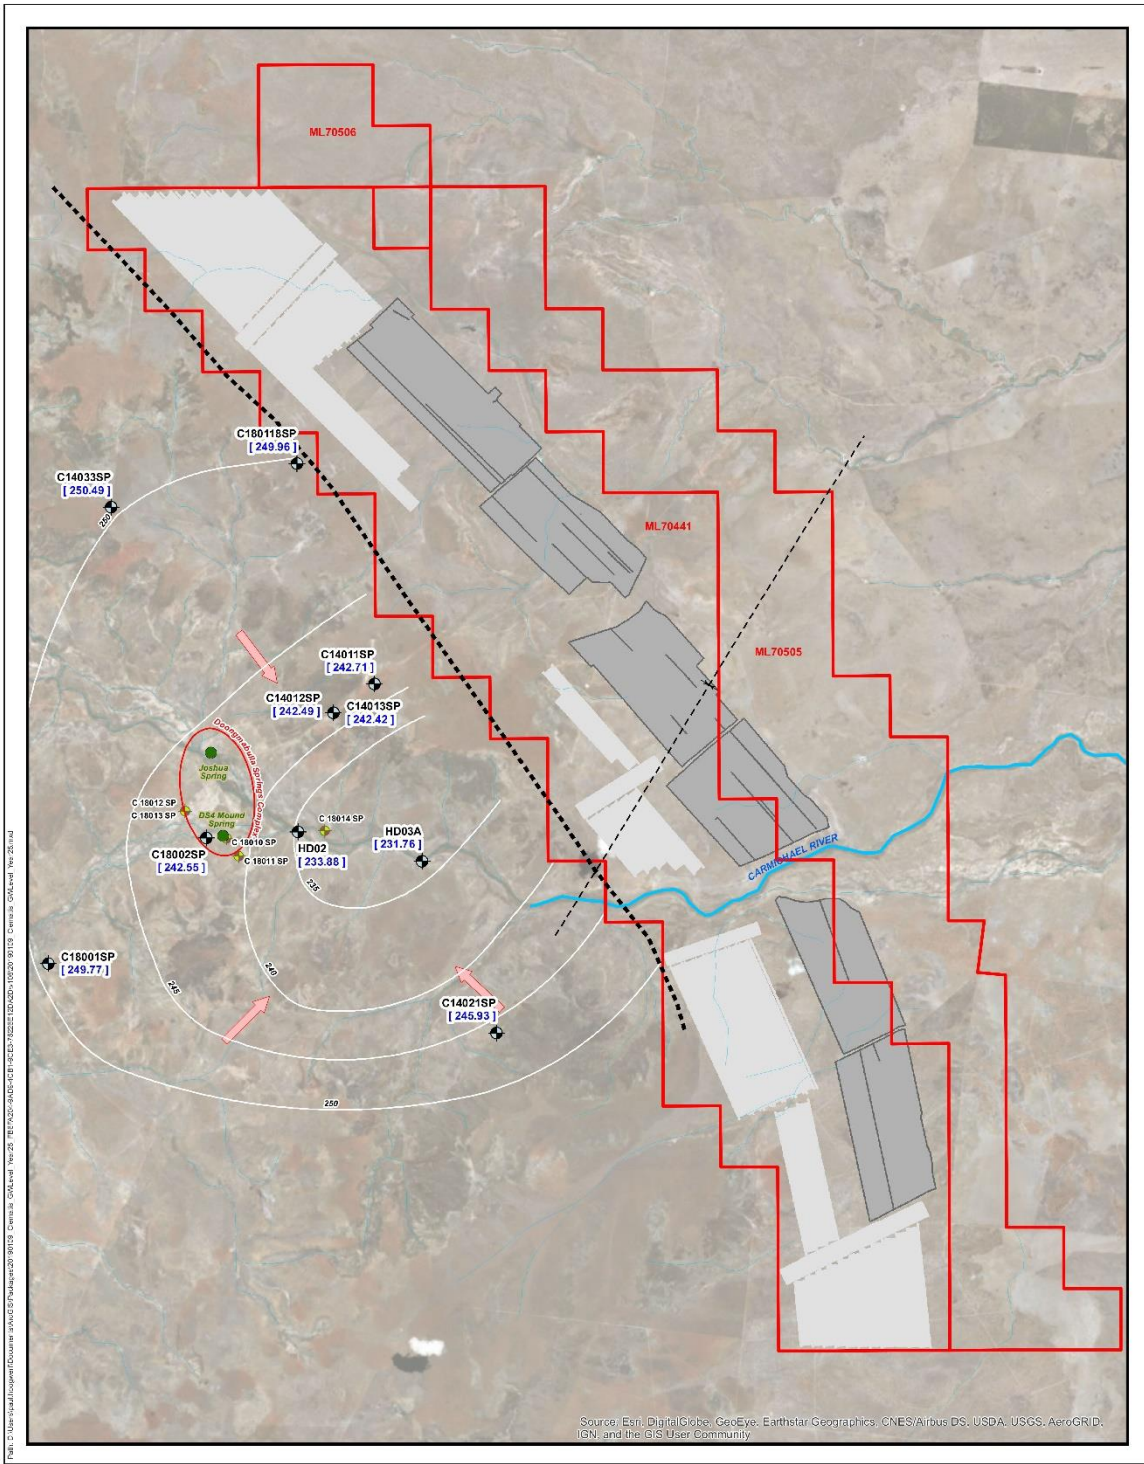 ML70506
C180118SP
[ 249.96 ]
C14033SP
[ 250.49 ]
250
ML70441
ML70505
C14011SP
[ 242.71 ]
C14012SP
[ 242.49 ]
C14013SP
[ 242.42 ]
Doongmabulla Springs Complex
Joshua
Spring
C 18012 SP
C 18013 SP
DS4 Mound
Spring
C 18010 SP
C 18011 SP
C18002SP
[ 242.55 ]
C 18014 SP
HD02
[ 233.88 ]
HD03A
[ 231.76 ]
235
CARMICHAEL RIVER
C18001SP
[ 249.77 ]
240
245
C14021SP
[ 245.93 ]
250
Source: Esri, DigitalGlobe, GeoEye, Earthstar Geographics, CNES/Airbus DS, USDA, USGS, AeroGRID,
IGN, and the GIS User Community